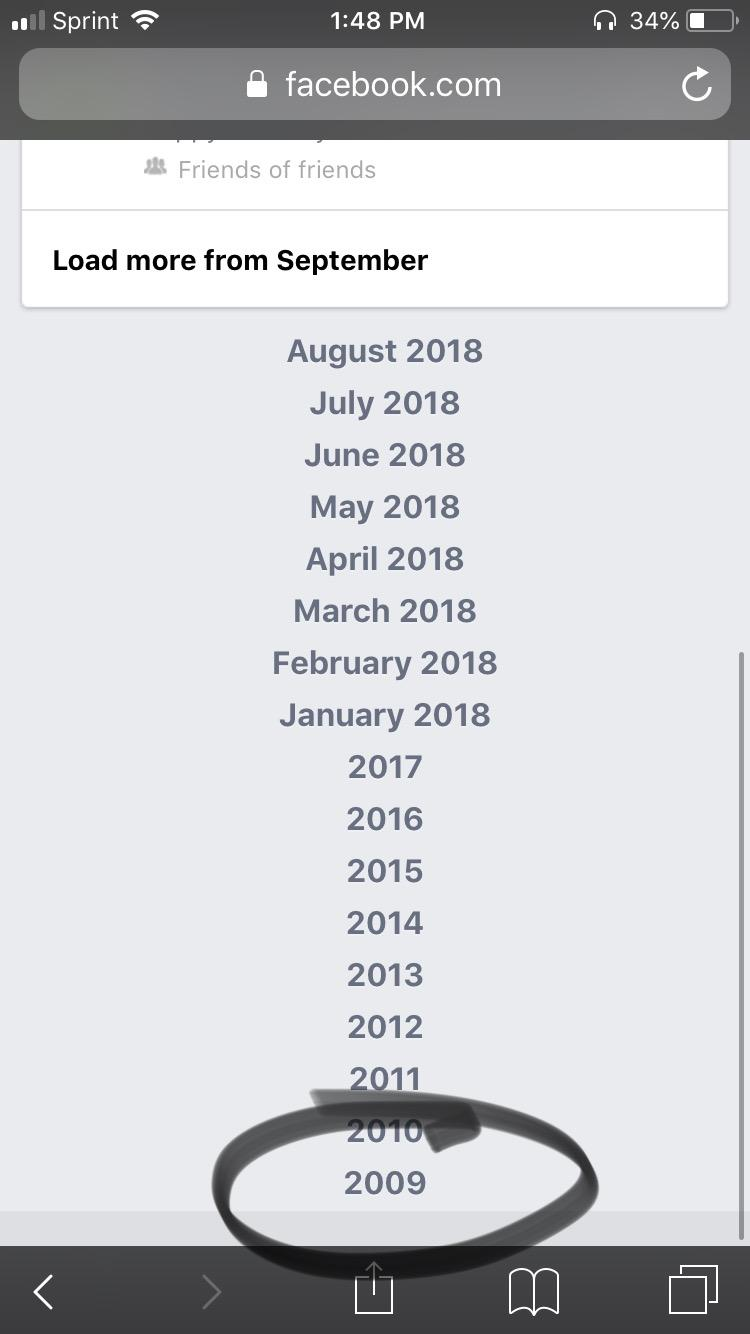 Sprint 1:48 PM 34%
facebook.com
Friends of friends
Load more from September
August 2018
July 2018
June 2018
May 2018
April 2018
March 2018
February 2018
January 2018
2017
2016
2015
2014
2013
2012
2011
2010
2009